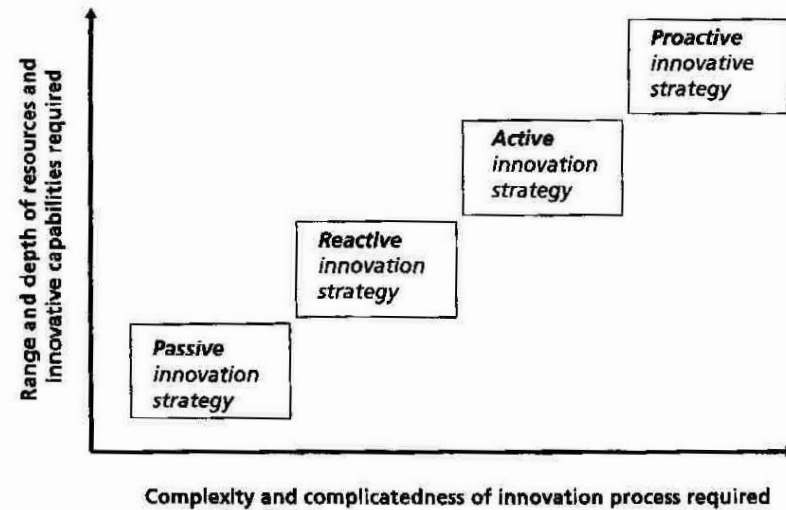 Range and depth of resources and
innovative capabilities required
Proactive
innovative
strategy
Active
innovation
strategy
Reactive
innovation
strategy
Passive
innovation
strategy
Complexity and complicatedness of innovation process required